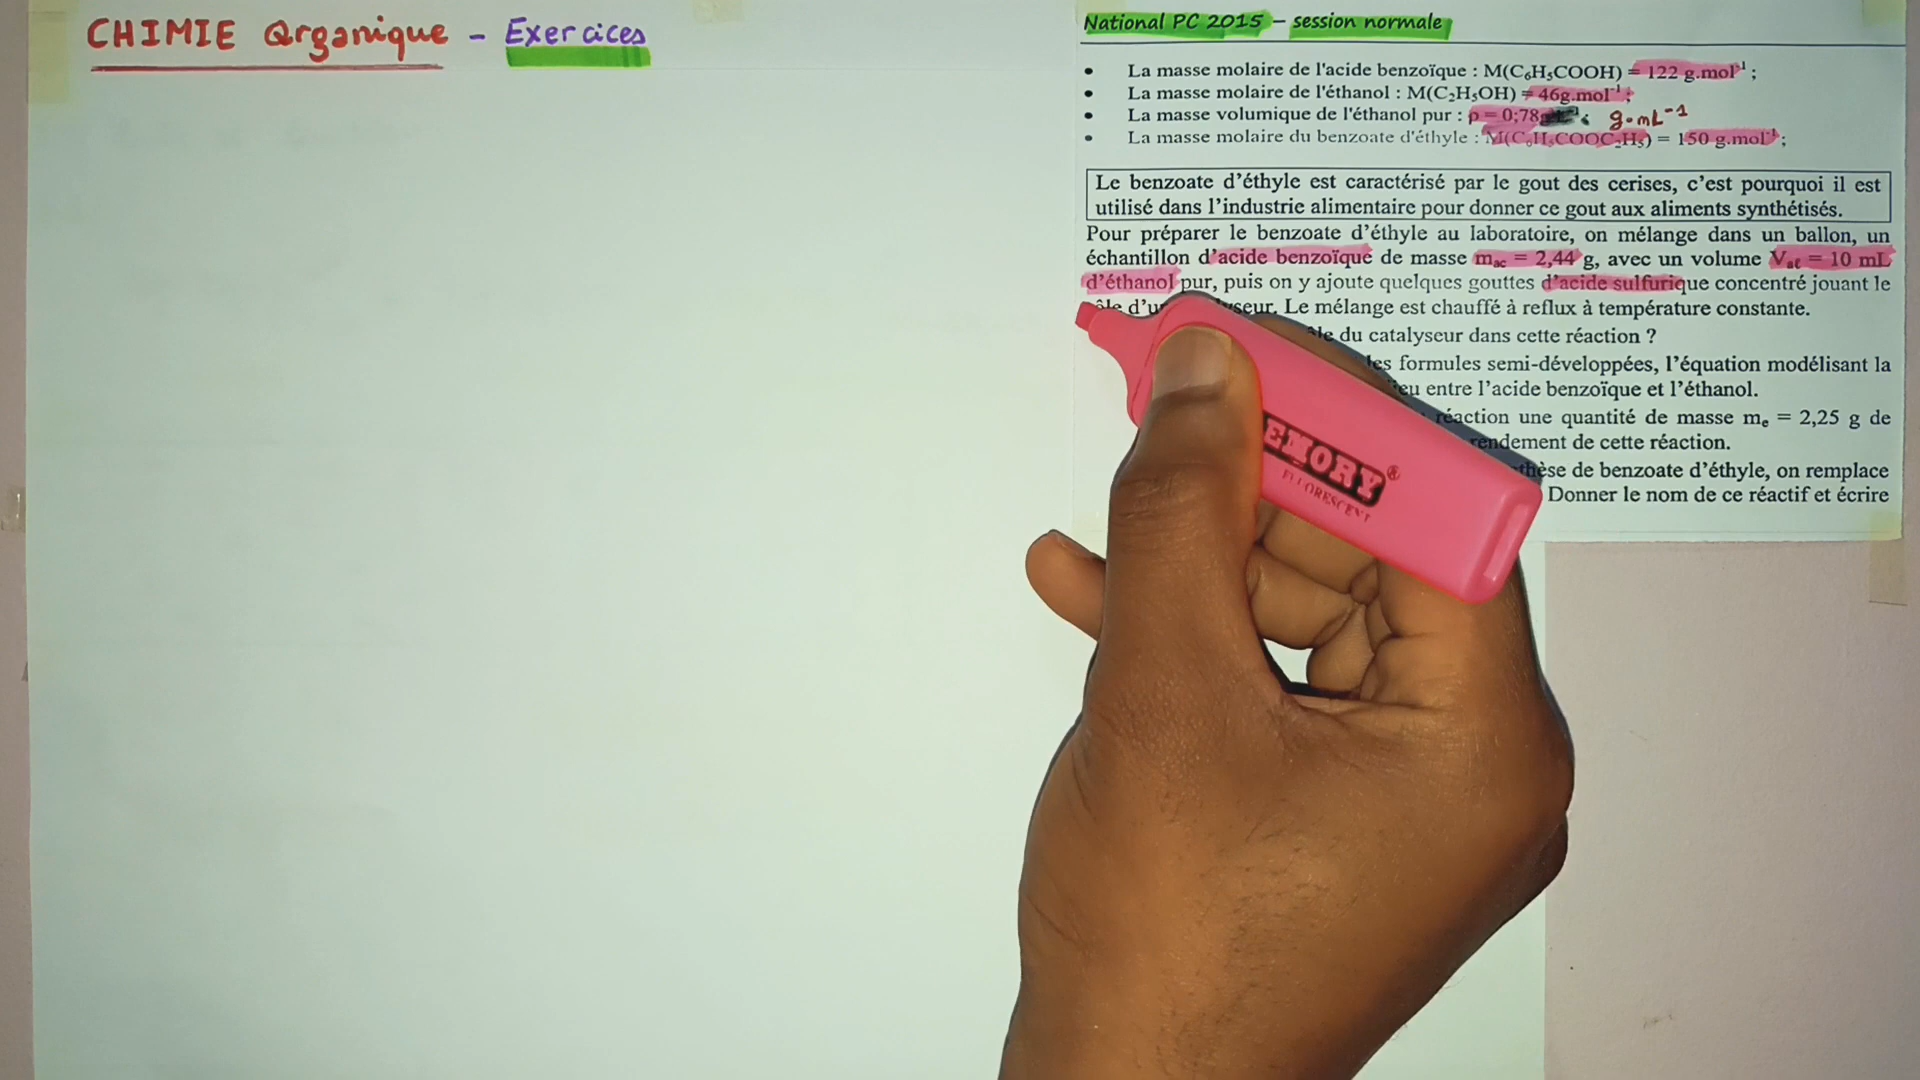 CHIMIE Organique - Exercices
National PC 2015 – session normale
• La masse molaire de l'acide benzoïque : M(C₆H₅COOH) = 122 g.mol⁻¹ ;
• La masse molaire de l'éthanol : M(C₂H₅OH) = 46g.mol⁻¹ ;
• La masse volumique de l'éthanol pur : ρ = 0;78 ; g.mL⁻¹
• La masse molaire du benzoate d'éthyle : M(C₆H₅COOC₂H₅) = 150 g.mol⁻¹ ;
Le benzoate d'éthyle est caractérisé par le gout des cerises, c'est pourquoi il est
utilisé dans l'industrie alimentaire pour donner ce gout aux aliments synthétisés.
Pour préparer le benzoate d'éthyle au laboratoire, on mélange dans un ballon, un
échantillon d'acide benzoïque de masse mac = 2,44 g, avec un volume Val = 10 mL
d'éthanol pur, puis on y ajoute quelques gouttes d'acide sulfurique concentré jouant le
Le mélange est chauffé à reflux à température constante.
du catalyseur dans cette réaction ?
formules semi-développées, l'équation modélisant la
entre l'acide benzoïque et l'éthanol.
réaction une quantité de masse mₑ = 2,25 g de
rendement de cette réaction.
de benzoate d'éthyle, on remplace
Donner le nom de ce réactif et écrire
EMORY®
FLUORESCENT